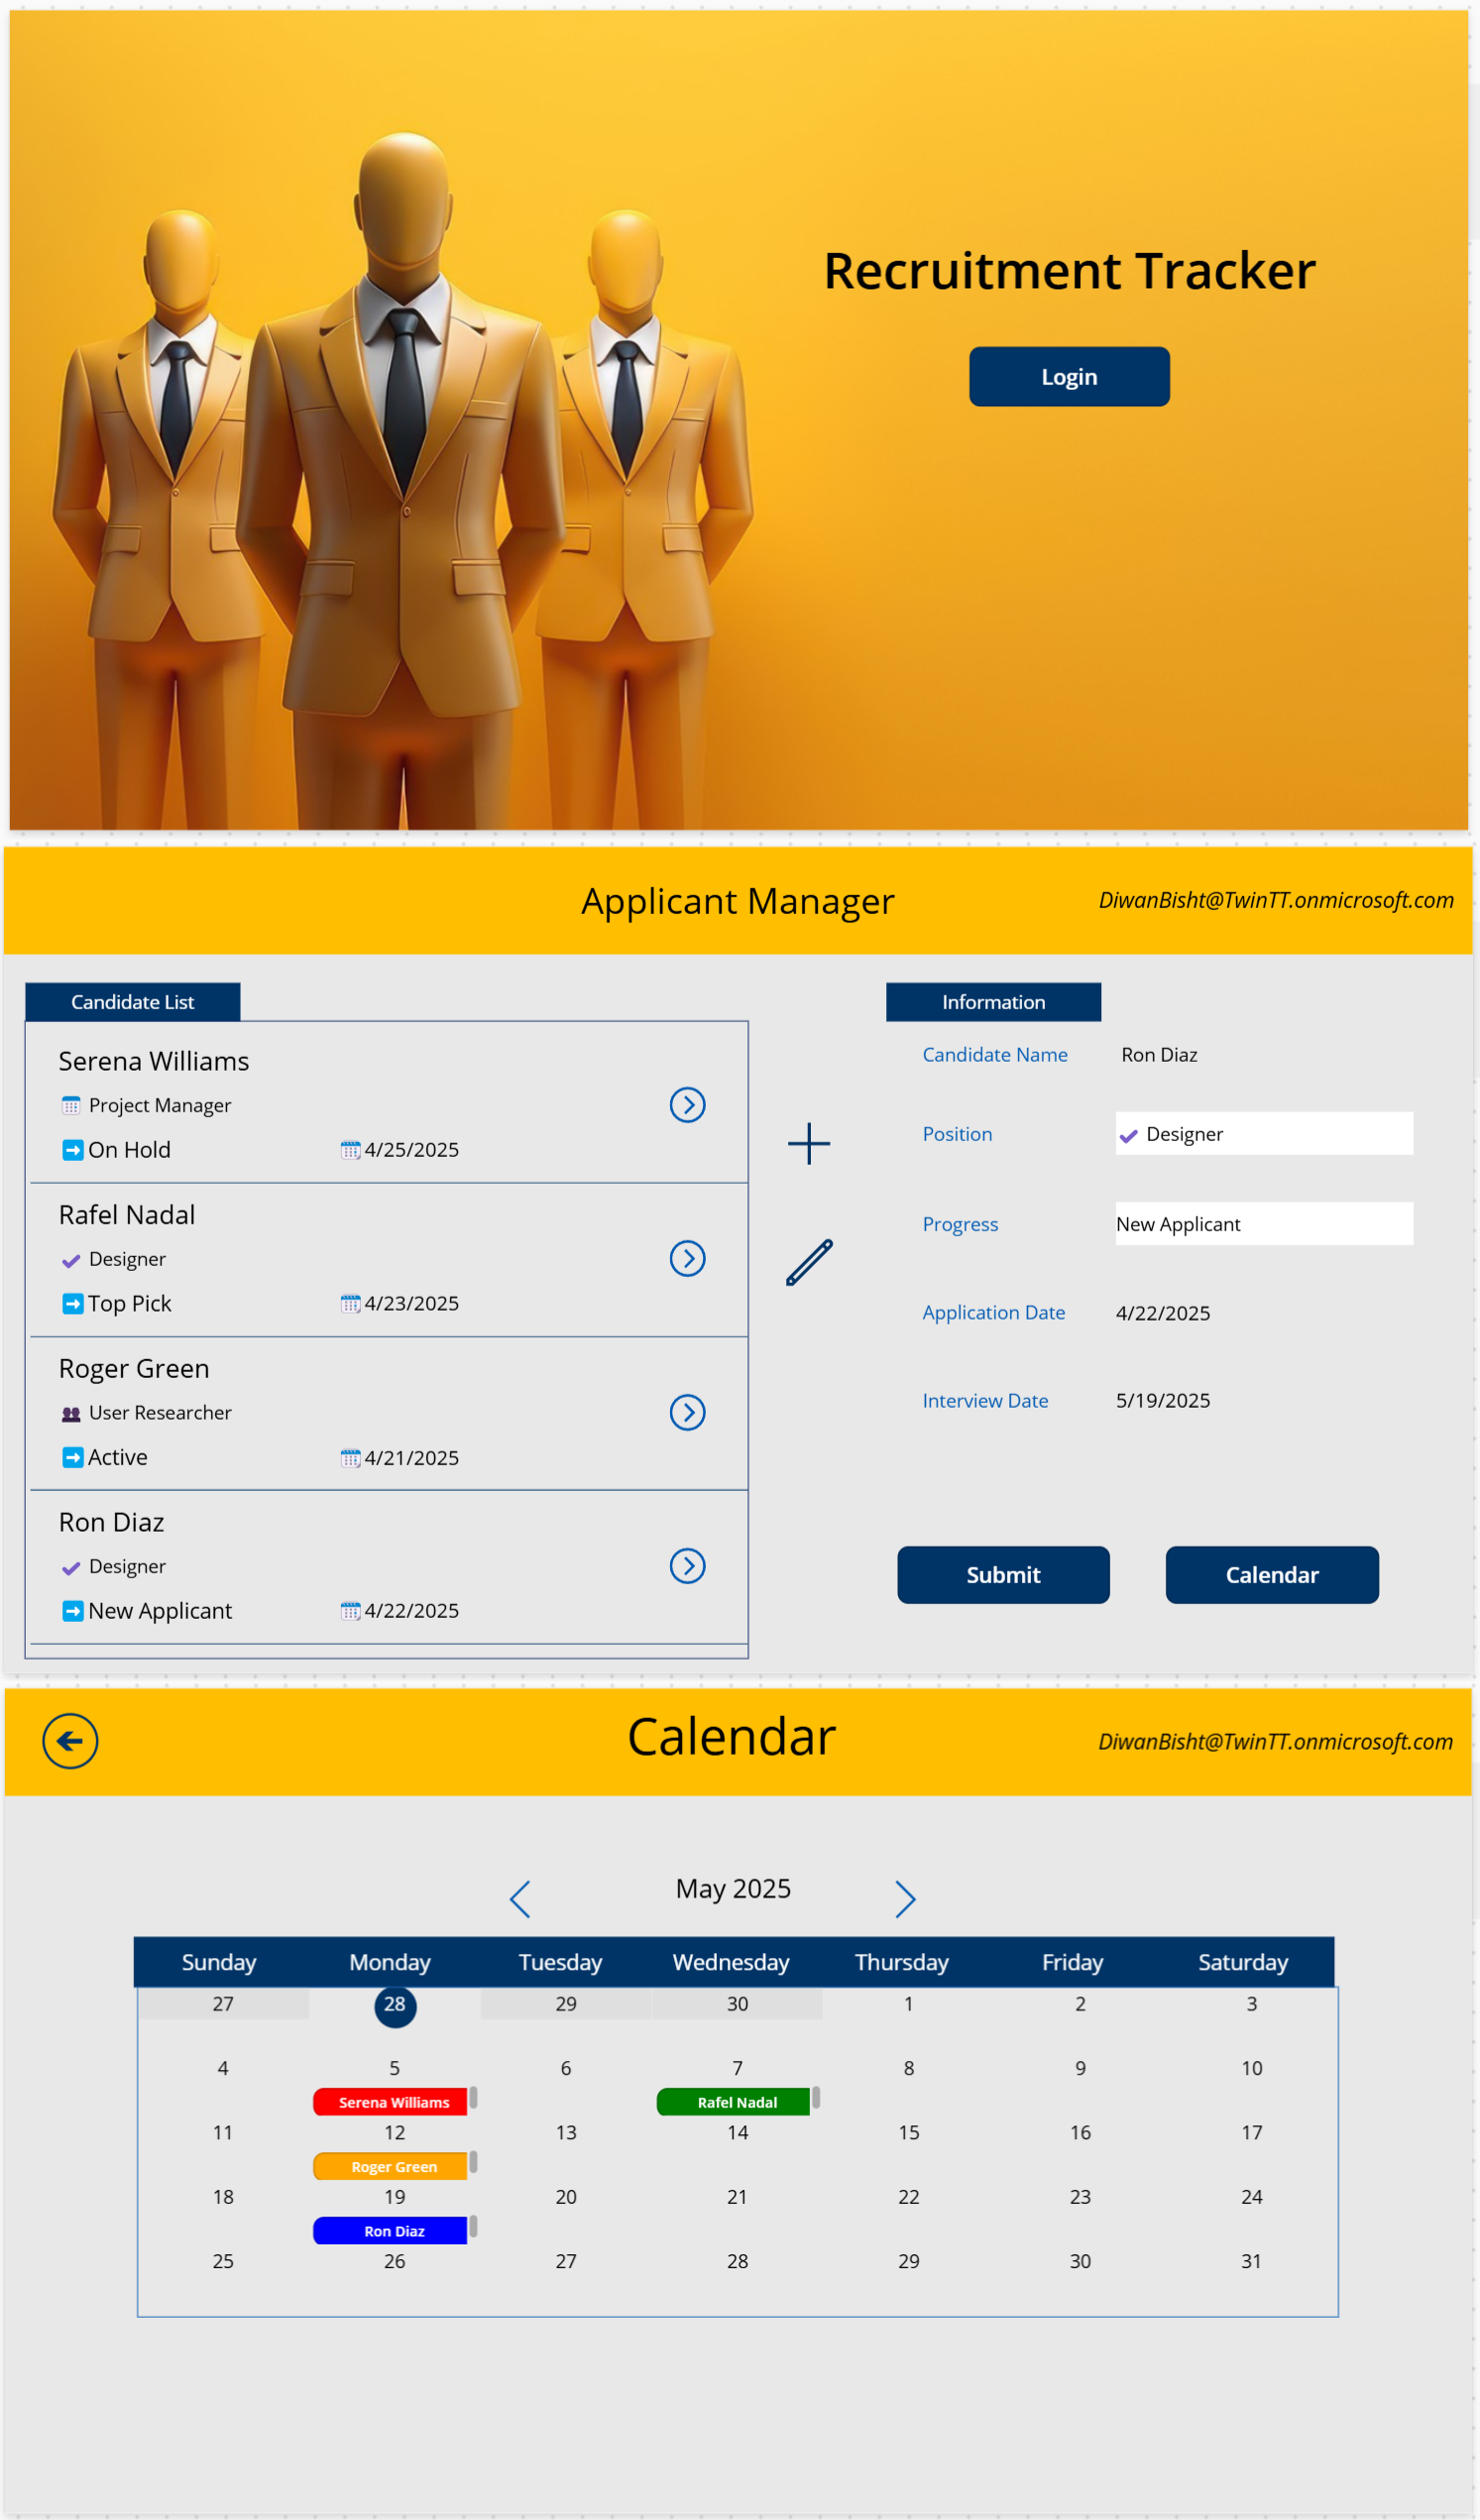 Recruitment Tracker
Login
Applicant Manager
DiwanBisht@TwinTT.onmicrosoft.com
Candidate List
Serena Williams
Project Manager
On Hold 4/25/2025
Rafel Nadal
Designer
Top Pick 4/23/2025
Roger Green
User Researcher
Active 4/21/2025
Ron Diaz
Designer
New Applicant 4/22/2025
Information
Candidate Name Ron Diaz
Position Designer
Progress New Applicant
Application Date 4/22/2025
Interview Date 5/19/2025
Submit Calendar
Calendar
DiwanBisht@TwinTT.onmicrosoft.com
May 2025
Sunday Monday Tuesday Wednesday Thursday Friday Saturday
27 28 29 30 1 2 3
4 5 6 7 8 9 10
Serena Williams Rafel Nadal
11 12 13 14 15 16 17
Roger Green
18 19 20 21 22 23 24
Ron Diaz
25 26 27 28 29 30 31